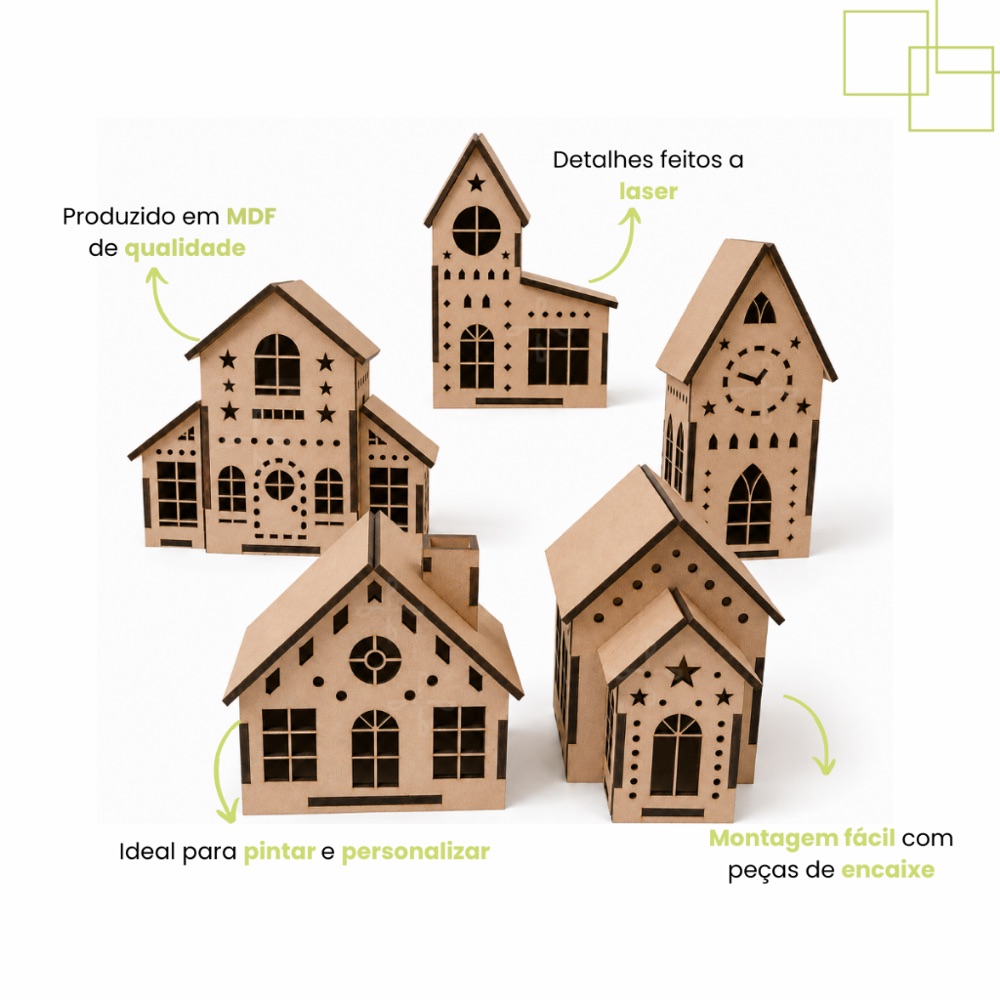 Detalhes feitos a
laser
Produzido em MDF
de qualidade
Ideal para pintar e personalizar
Montagem fácil com
peças de encaixe